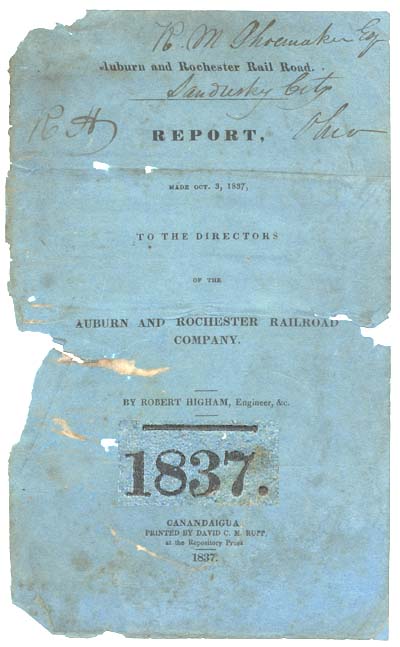 R. M Shoemaker Esq
Auburn and Rochester Rail Road.
Sandusky City
Ohio
R H
REPORT,
MADE OCT. 3, 1837,
TO THE DIRECTORS
OF THE
AUBURN AND ROCHESTER RAILROAD
COMPANY.
BY ROBERT HIGHAM, Engineer, &c.
1837.
CANANDAIGUA
PRINTED BY DAVID C. M. RUPP.
at the Repository Press
1837.